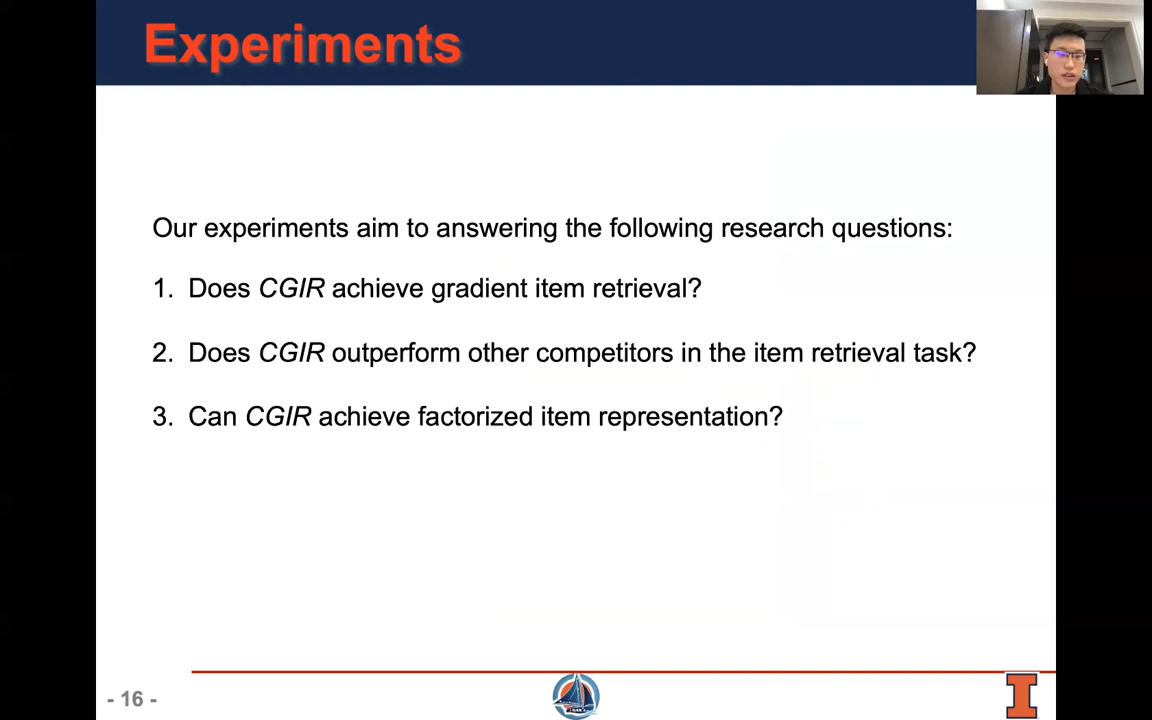 Experiments
Our experiments aim to answering the following research questions:
1. Does CGIR achieve gradient item retrieval?
2. Does CGIR outperform other competitors in the item retrieval task?
3. Can CGIR achieve factorized item representation?
- 16 -